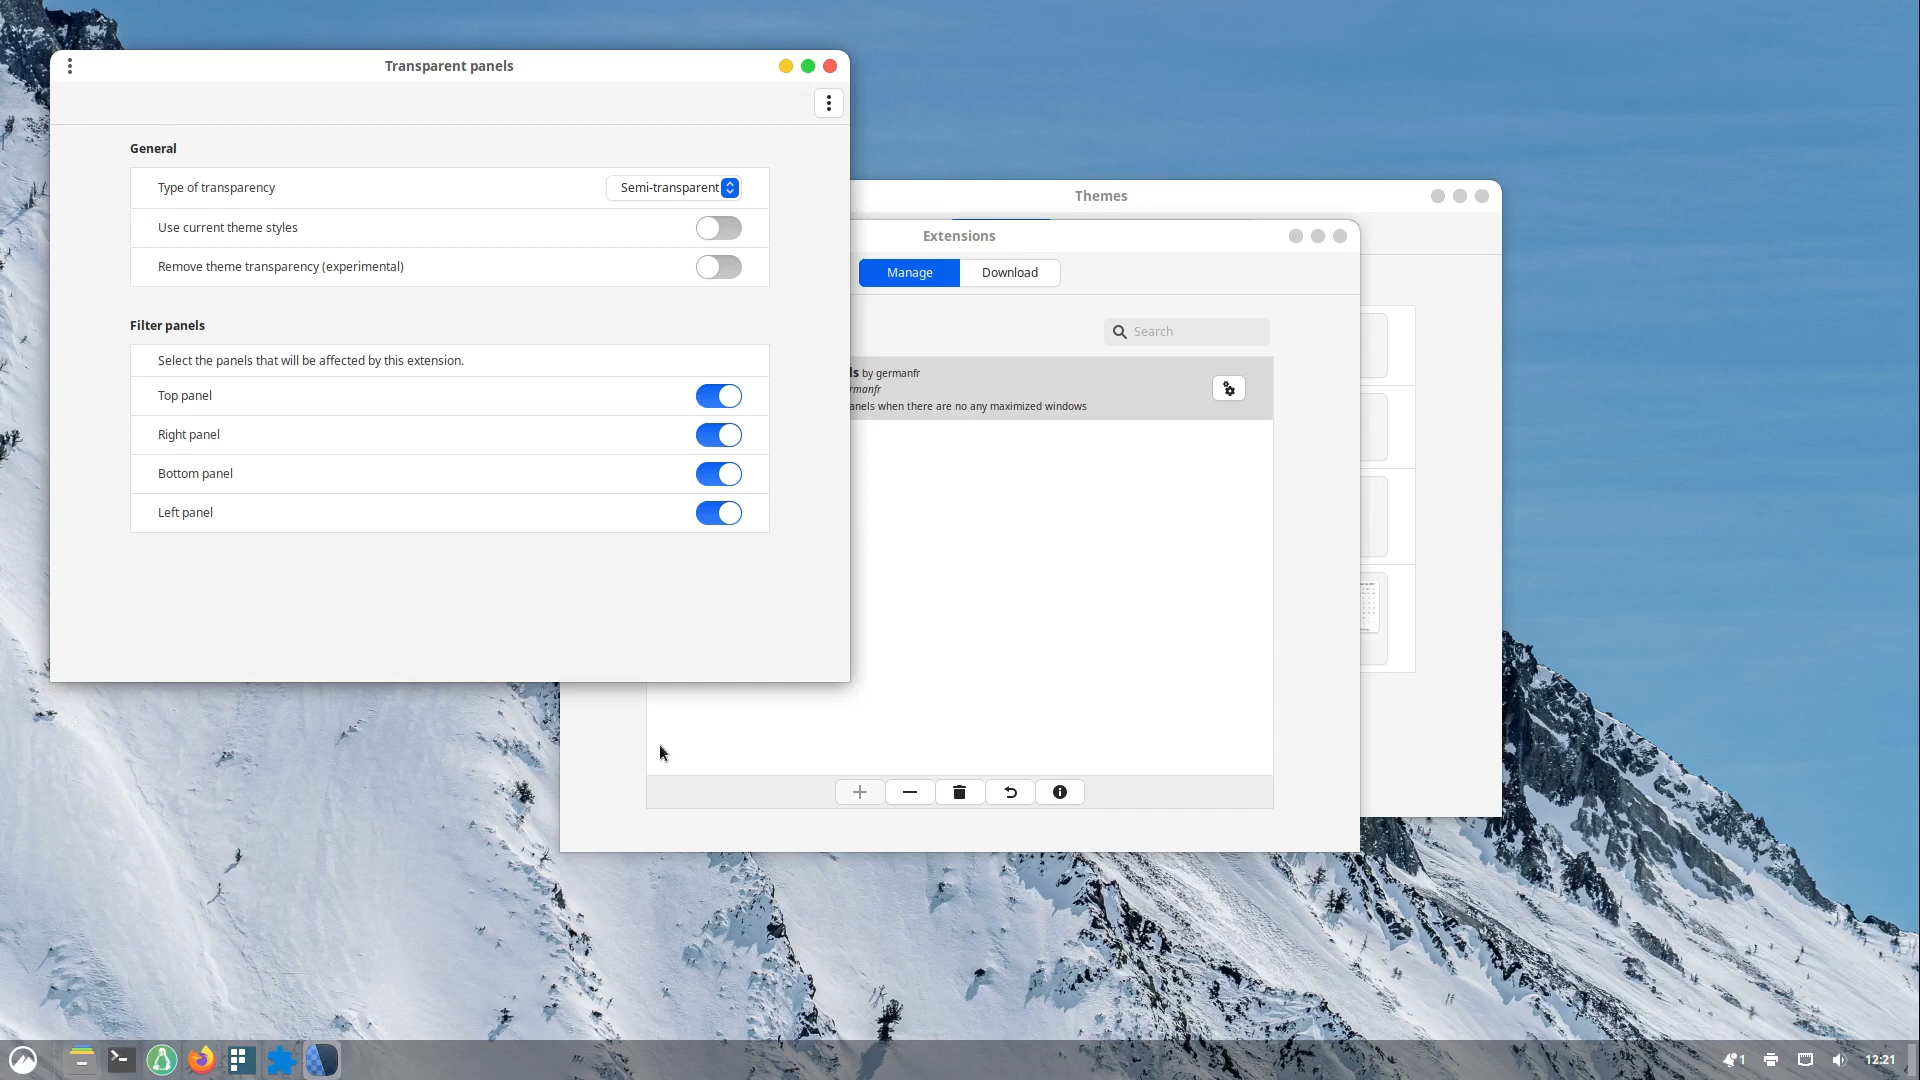 Transparent panels
General
Type of transparency
Semi-transparent
Use current theme styles
Remove theme transparency (experimental)
Filter panels
Select the panels that will be affected by this extension.
Top panel
Right panel
Bottom panel
Left panel
Themes
Extensions
Manage
Download
Search
ls by germanfr
rmanfr
anels when there are no any maximized windows
1
12:21